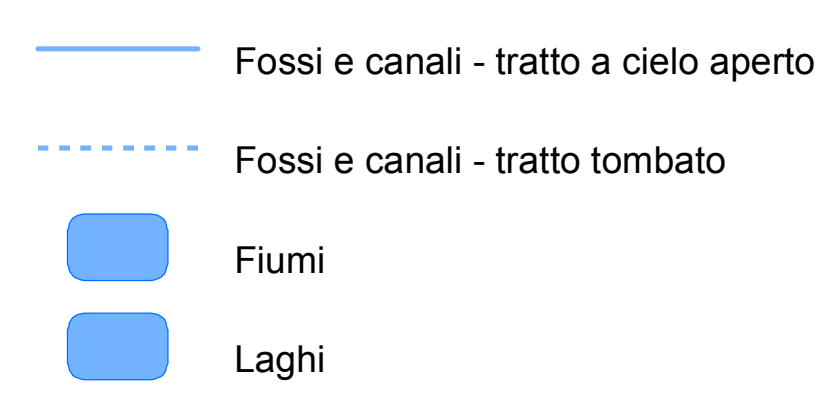 Fossi e canali - tratto a cielo aperto
Fossi e canali - tratto tombato
Fiumi
Laghi